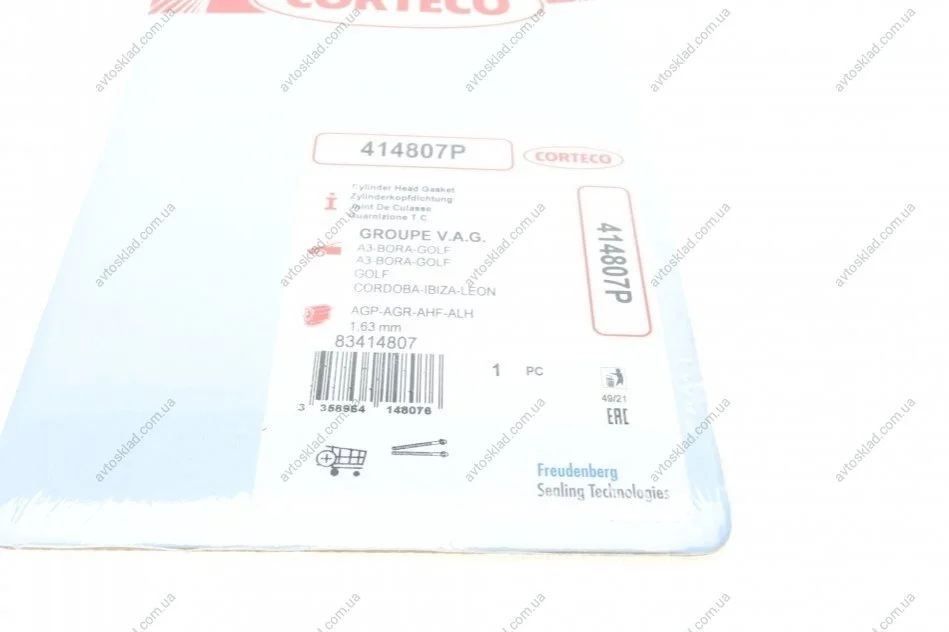 CORTECO
414807P
CORTECO
Cylinder Head Gasket
Zylinderkopfdichtung
Joint De Culasse
Guarnizione T C
GROUPE V.A.G.
A3-BORA-GOLF
A3-BORA-GOLF
GOLF
CORDOBA-IBIZA-LEON
414807P
AGP-AGR-AHF-ALH
1,63 mm
83414807
3 358964 148076
1 PC
49/21
EAC
Freudenberg
Sealing Technologies
avtosklad.com.ua